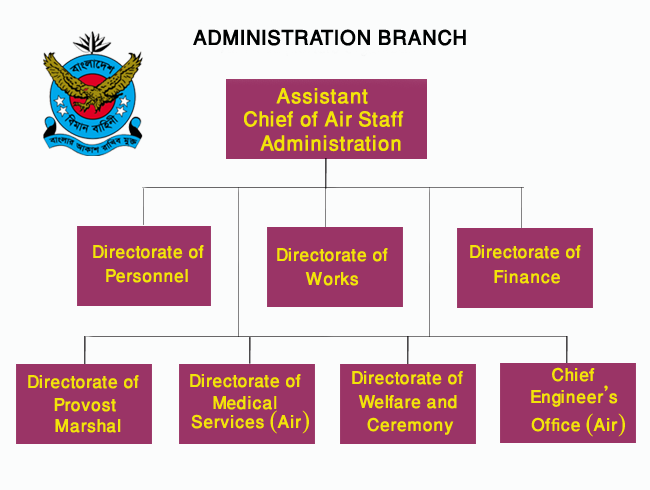 ADMINISTRATION BRANCH
বাংলাদেশ
বিমান বাহিনী
বাংলার আকাশ রাখিব মুক্ত
Assistant
Chief of Air Staff
Administration
Directorate of
Personnel
Directorate of
Works
Directorate of
Finance
Directorate of
Provost
Marshal
Directorate of
Medical
Services (Air)
Directorate of
Welfare and
Ceremony
Chief
Engineer's
Office (Air)